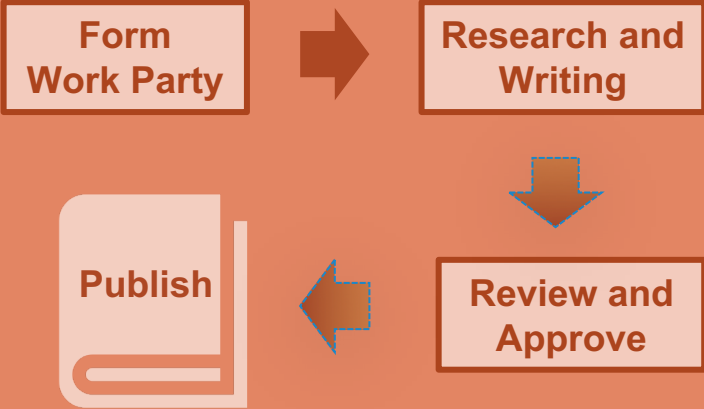 Form
Work Party
Research and
Writing
Review and
Approve
Publish